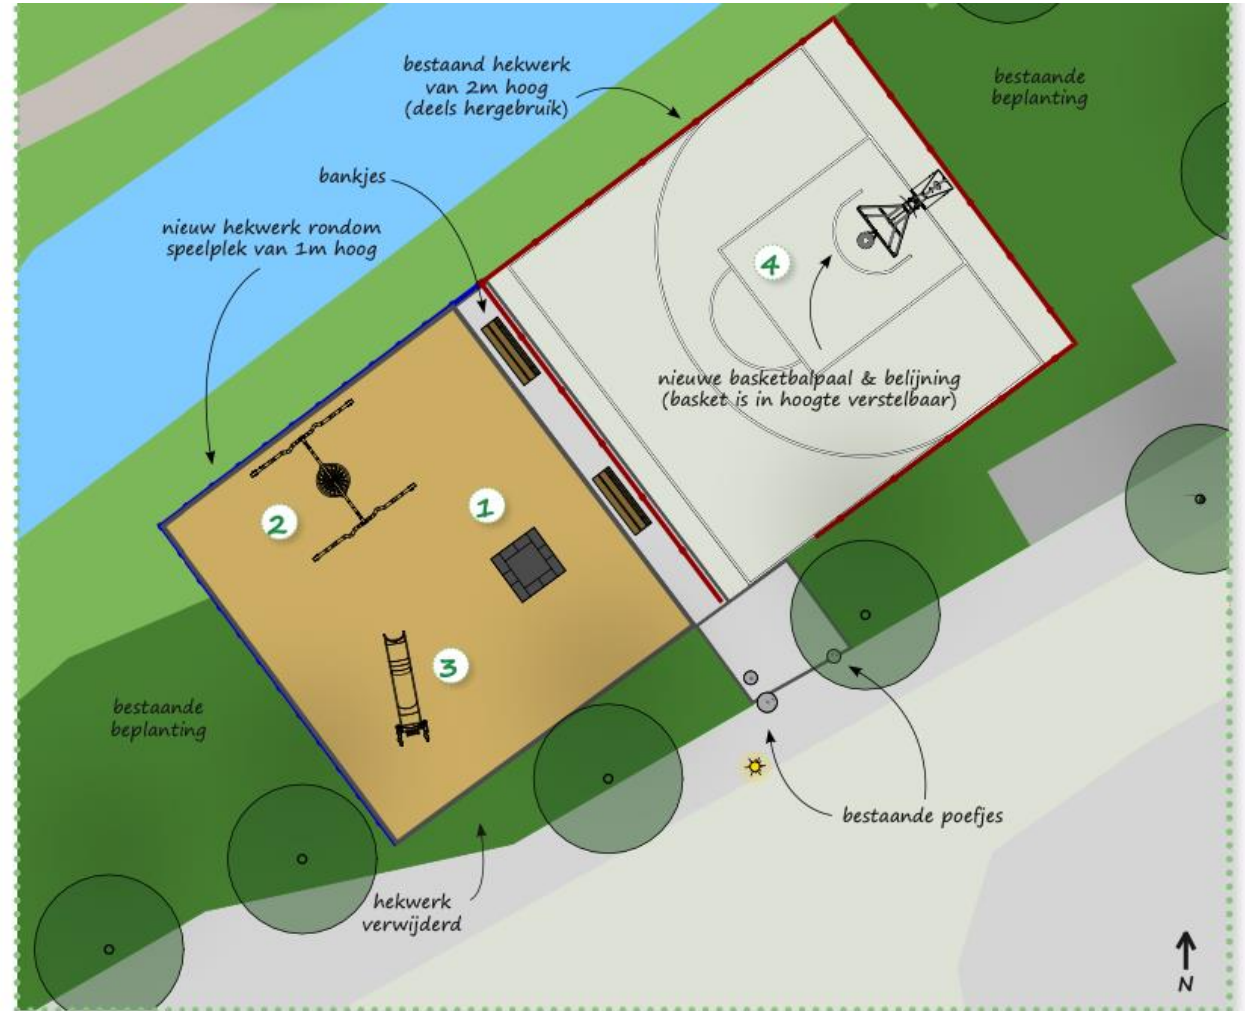 bestaand hekwerk
van 2m hoog
(deels hergebruik)
bestaande
beplanting
bankjes
nieuw hekwerk rondom
speelplek van 1m hoog
4
nieuwe basketbalpaal & belijning
(basket is in hoogte verstelbaar)
1
2
3
bestaande
beplanting
bestaande poefjes
hekwerk
verwijderd
N